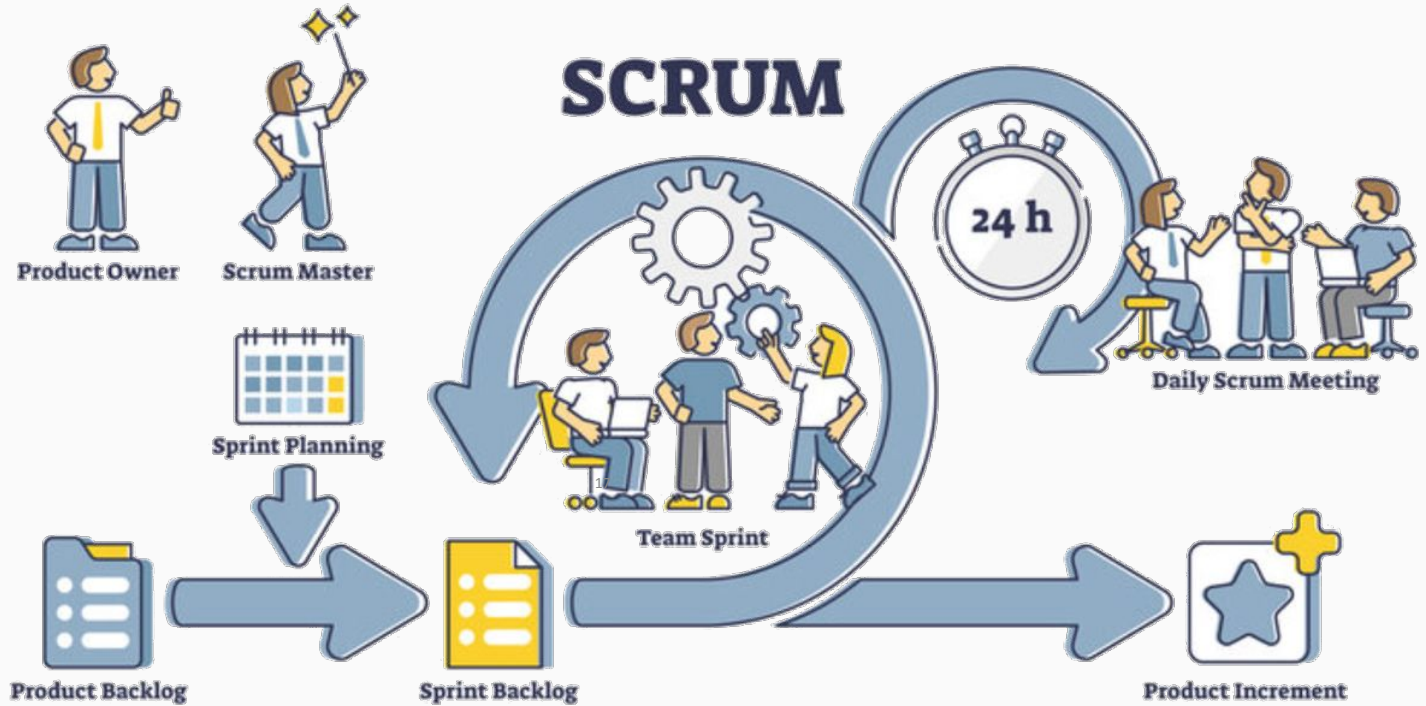 SCRUM
24 h
Product Owner
Scrum Master
Daily Scrum Meeting
Sprint Planning
Team Sprint
Product Backlog
Sprint Backlog
Product Increment